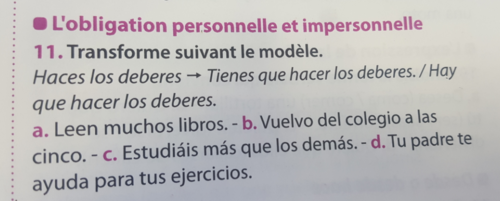 L'obligation personnelle et impersonnelle
11. Transforme suivant le modèle.
Haces los deberes → Tienes que hacer los deberes. / Hay
que hacer los deberes.
a. Leen muchos libros. - b. Vuelvo del colegio a las
cinco. - c. Estudiáis más que los demás. - d. Tu padre te
ayuda para tus ejercicios.